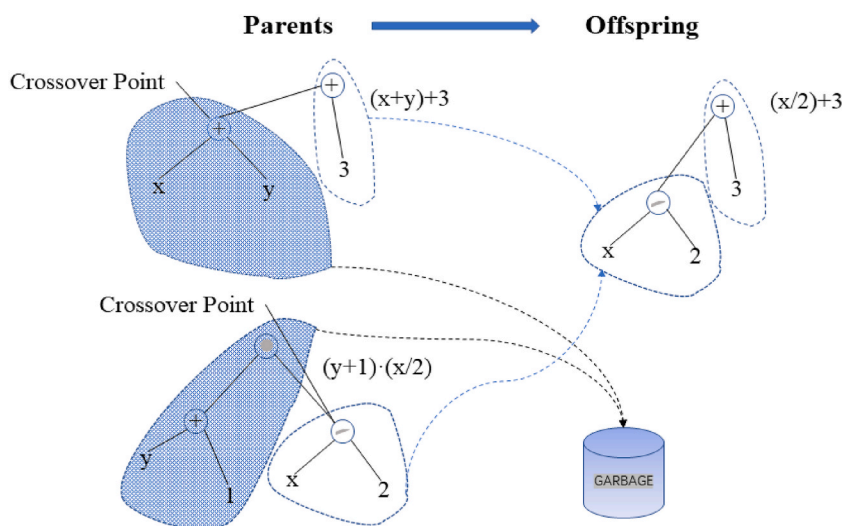 Parents
Offspring
Crossover Point
+
(x+y)+3
+
x
y
3
+
(x/2)+3
3
x
2
Crossover Point
(y+1)·(x/2)
+
y
1
x
2
GARBAGE